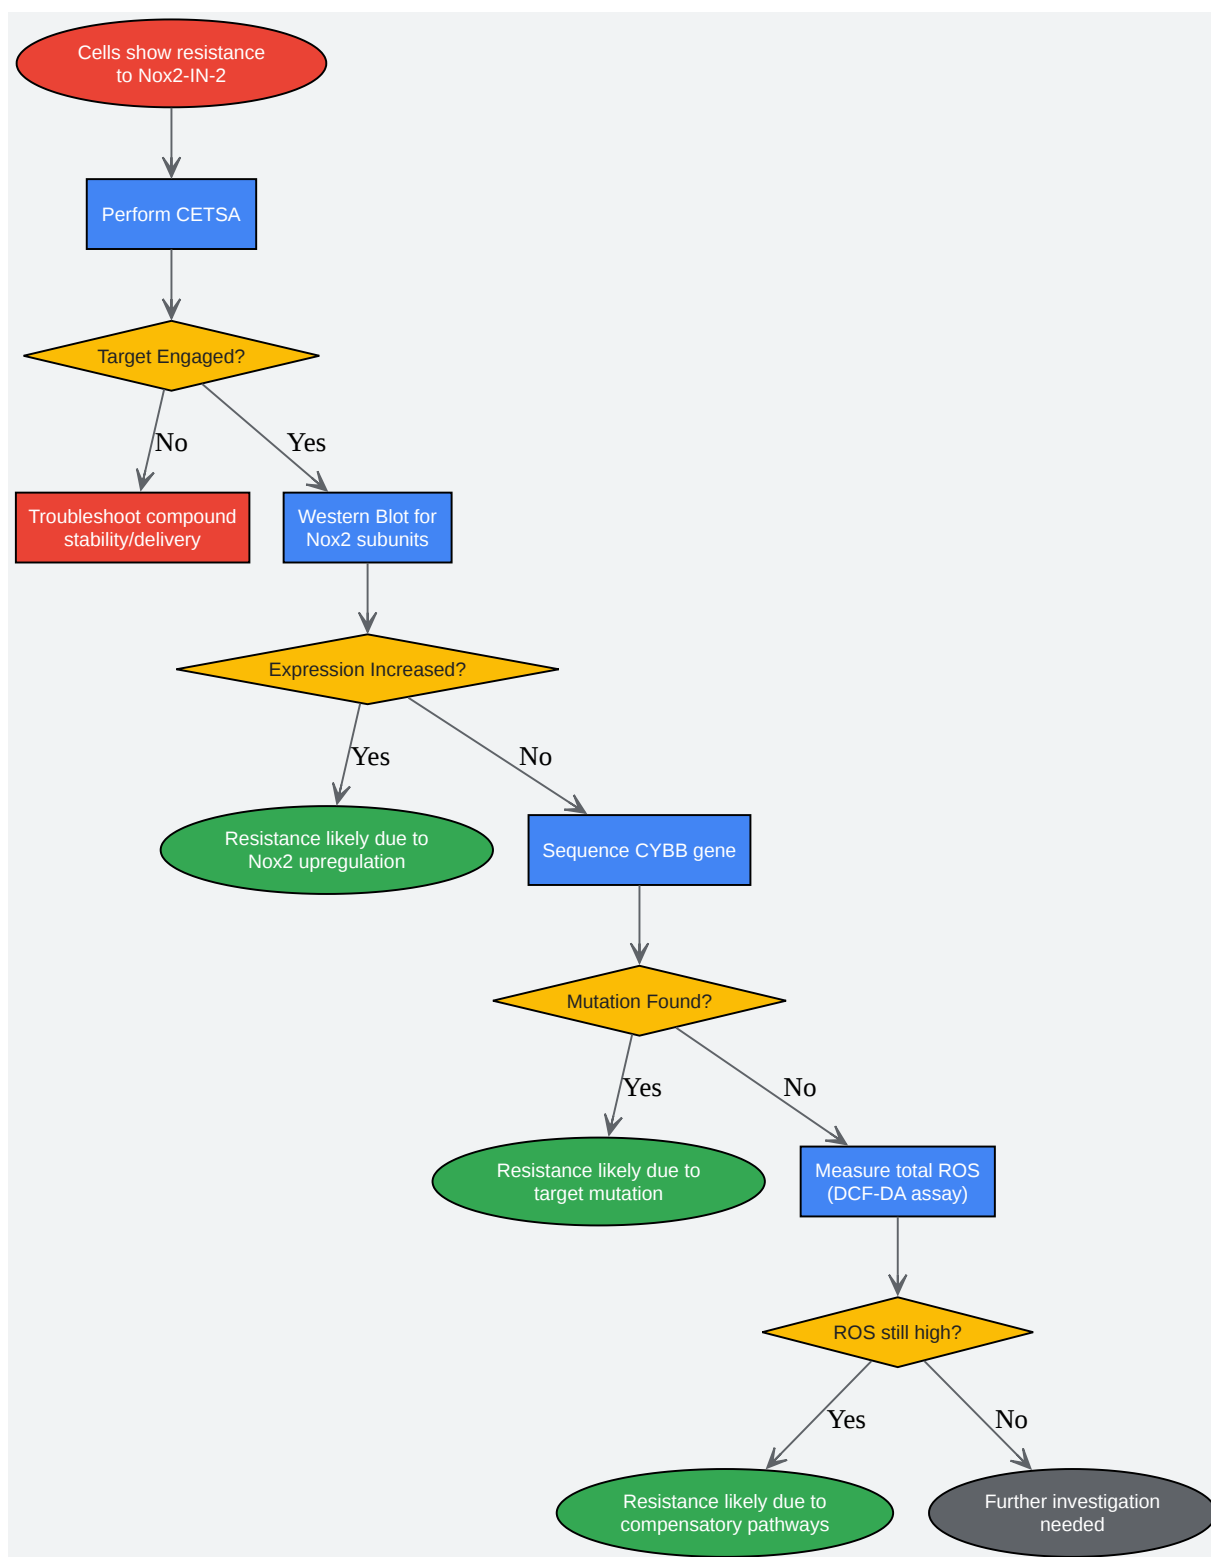 Cells show resistance
to Nox2-IN-2
Perform CETSA
Target Engaged?
No
Yes
Troubleshoot compound
stability/delivery
Western Blot for
Nox2 subunits
Expression Increased?
Yes
No
Resistance likely due to
Nox2 upregulation
Sequence CYBB gene
Mutation Found?
Yes
No
Resistance likely due to
target mutation
Measure total ROS
(DCF-DA assay)
ROS still high?
Yes
No
Resistance likely due to
compensatory pathways
Further investigation
needed